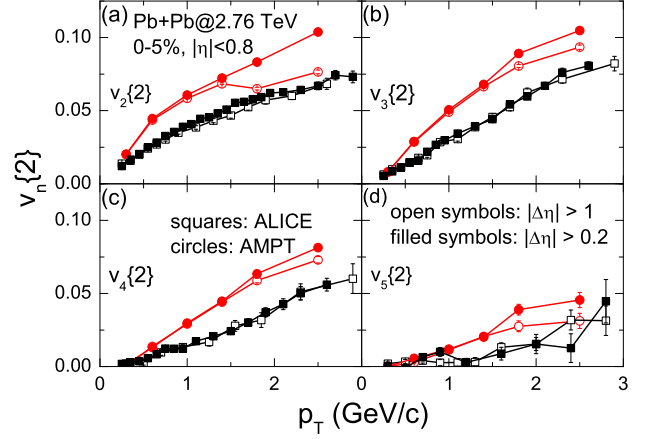 (a) Pb+Pb@2.76 TeV
0-5%, |η|<0.8
v2{2}
(b)
v3{2}
0.10
0.05
0.00
vn{2}
(c)
squares: ALICE
circles: AMPT
v4{2}
(d)
open symbols: |Δη| > 1
filled symbols: |Δη| > 0.2
v5{2}
0.10
0.05
0.00
0 1 2 0 1 2 3
pT (GeV/c)